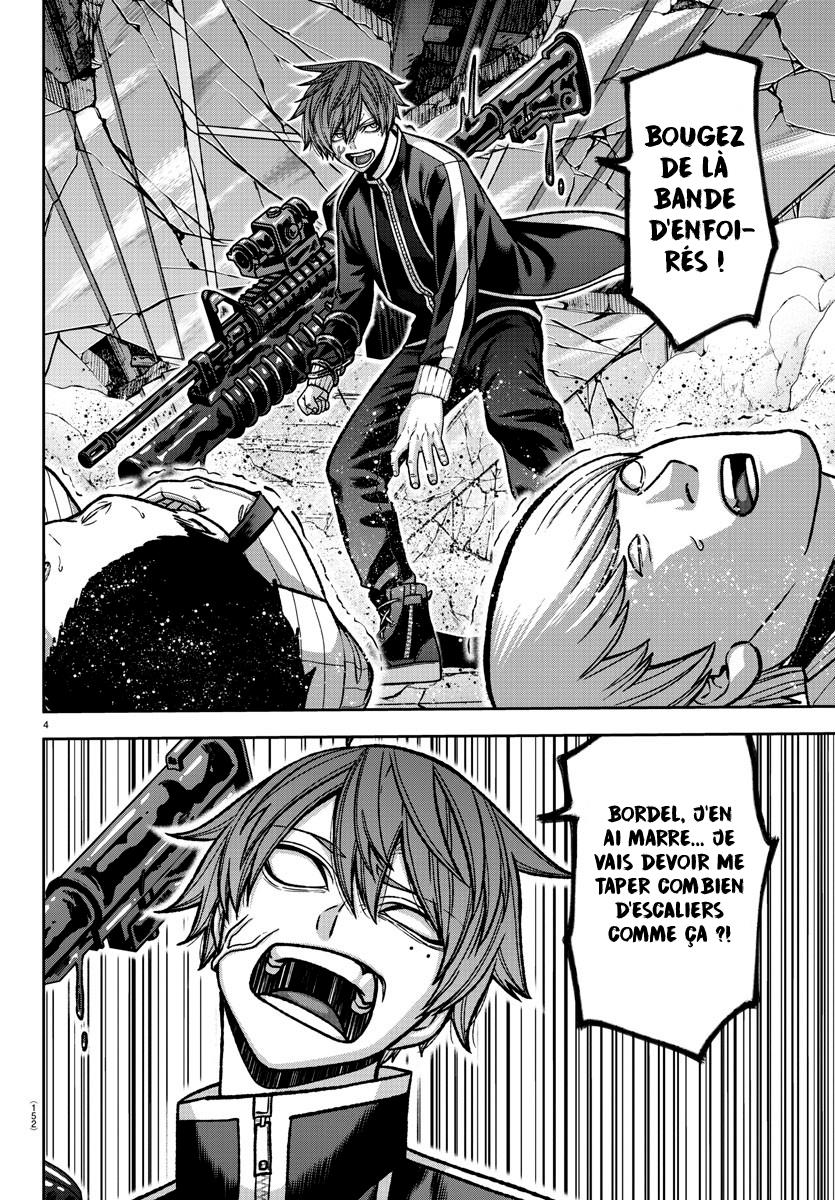 BOUGEZ
DE LÀ
BANDE
D'ENFOI-
RÉS !
4
BORDEL, J'EN
AI MARRE... JE
VAIS DEVOIR ME
TAPER COMBIEN
D'ESCALIERS
COMME ÇA ?!
(152)